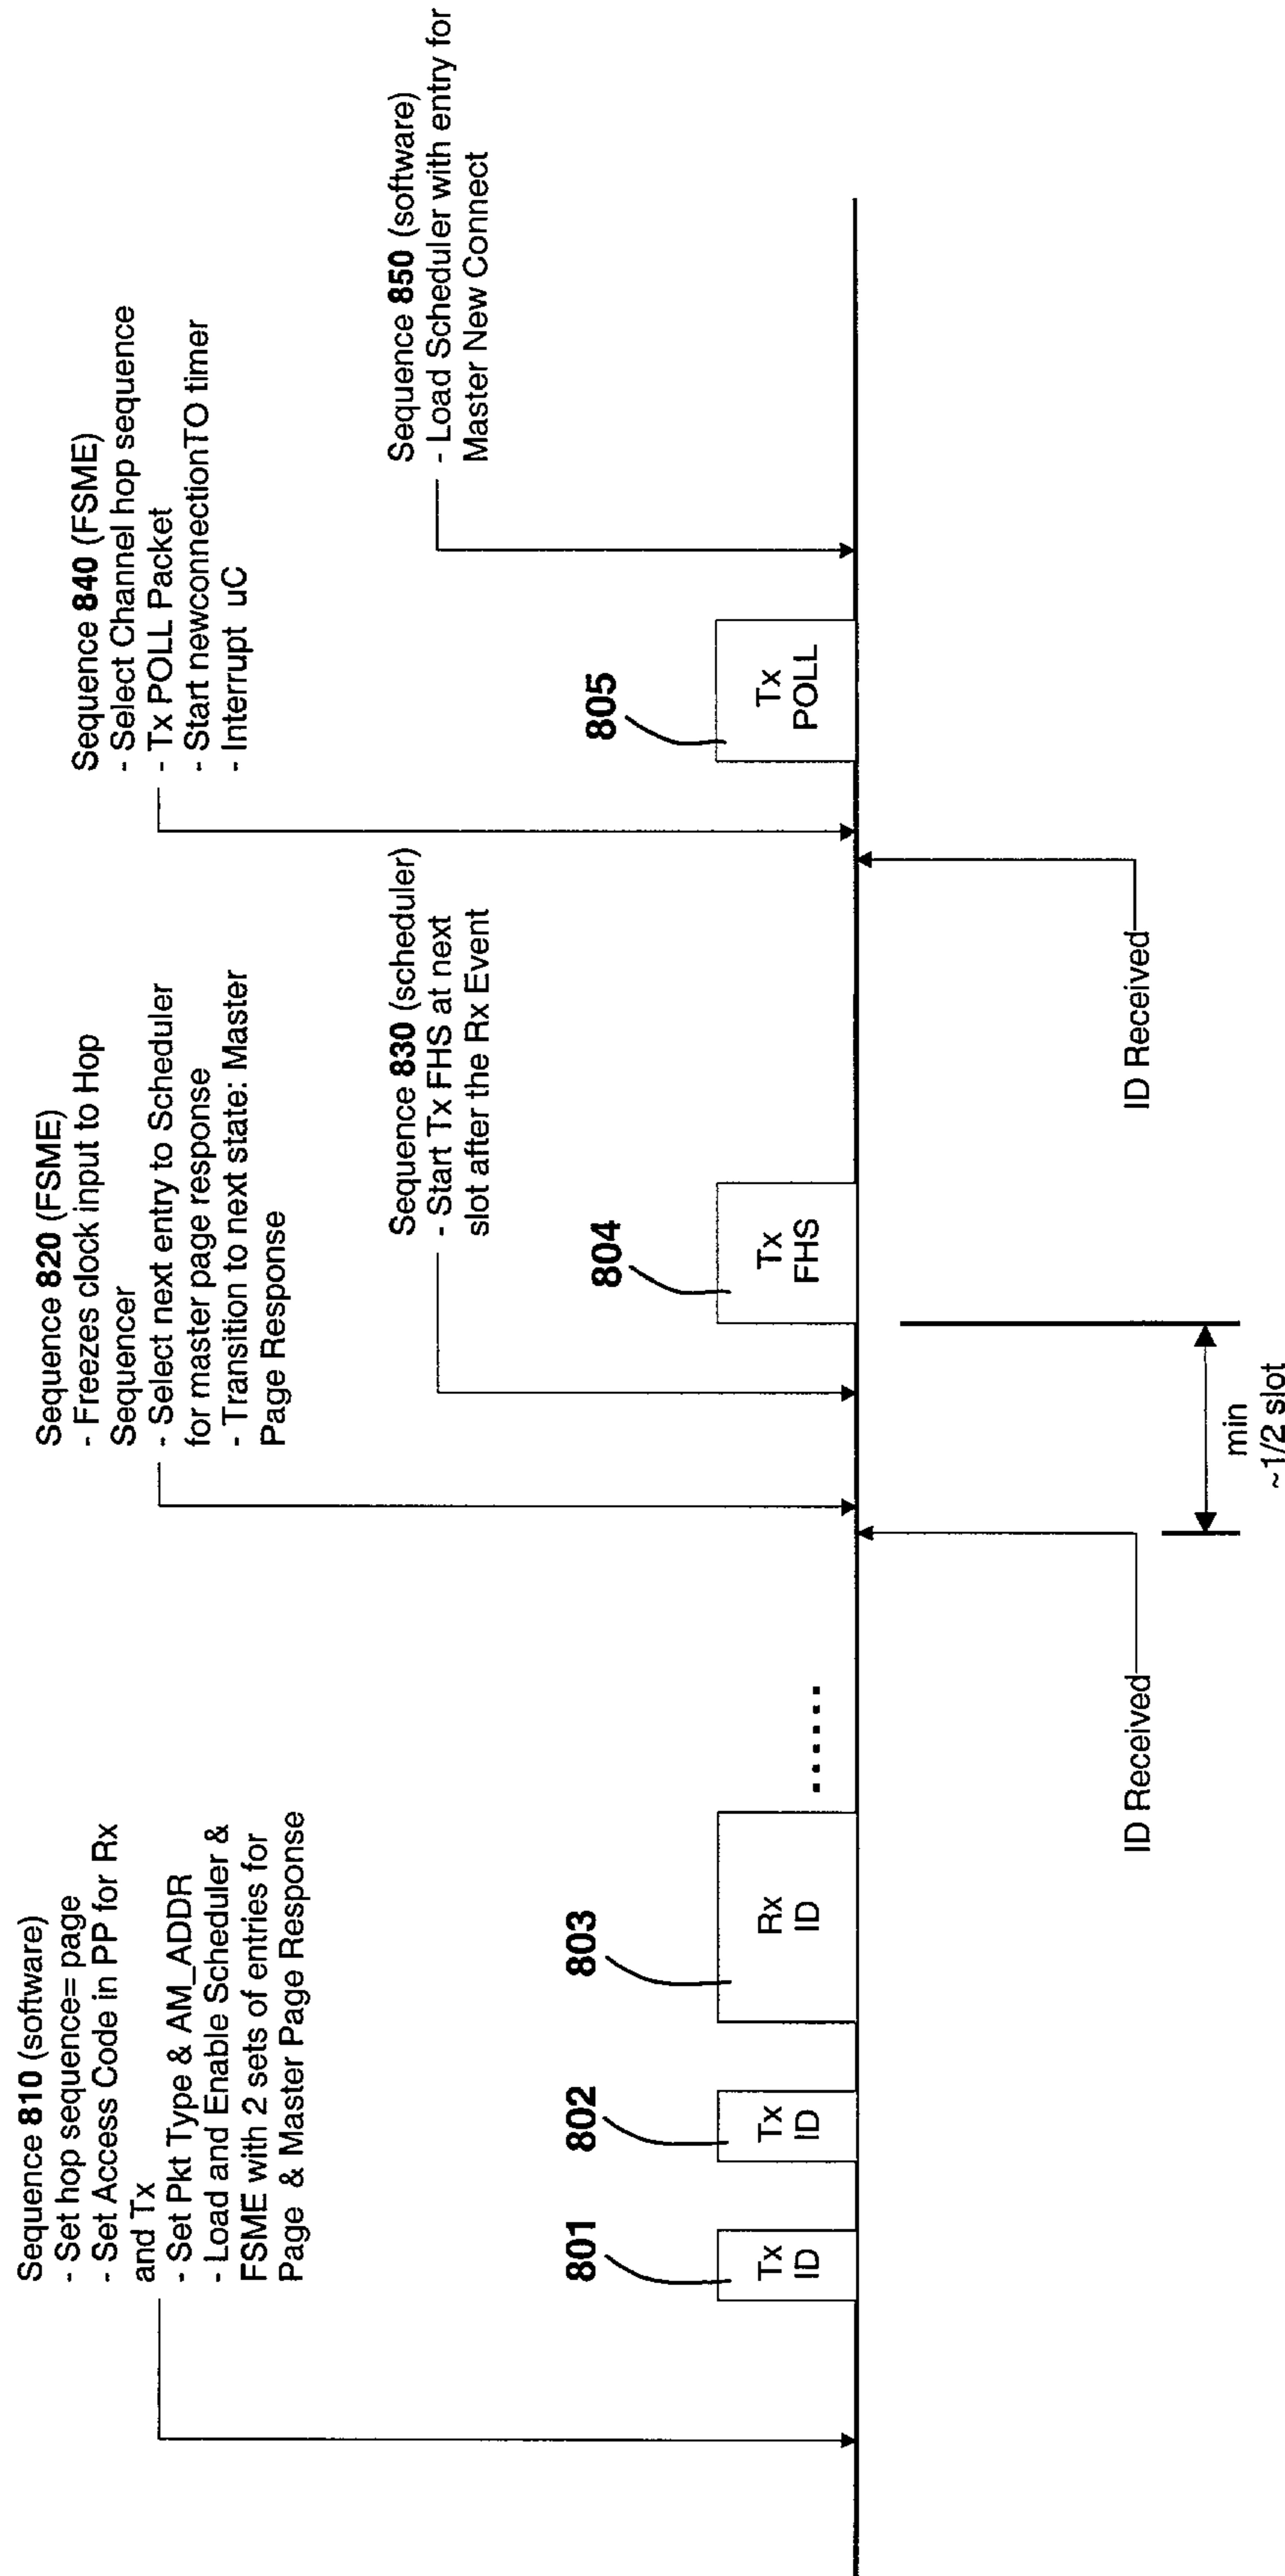 Sequence 810 (software)
- Set hop sequence= page
- Set Access Code in PP for Rx
and Tx
- Set Pkt Type & AM_ADDR
- Load and Enable Scheduler &
FSME with 2 sets of entries for
Page & Master Page Response
Sequence 820 (FSME)
- Freezes clock input to Hop
Sequencer
- Select next entry to Scheduler
for master page response
- Transition to next state: Master
Page Response
Sequence 830 (scheduler)
- Start Tx FHS at next
slot after the Rx Event
Sequence 840 (FSME)
- Select Channel hop sequence
- Tx POLL Packet
- Start newconnectionTO timer
- Interrupt uC
Sequence 850 (software)
- Load Scheduler with entry for
Master New Connect
801
Tx
ID
802
Tx
ID
803
Rx
ID
......
804
Tx
FHS
805
Tx
POLL
ID Received
min
~1/2 slot
ID Received